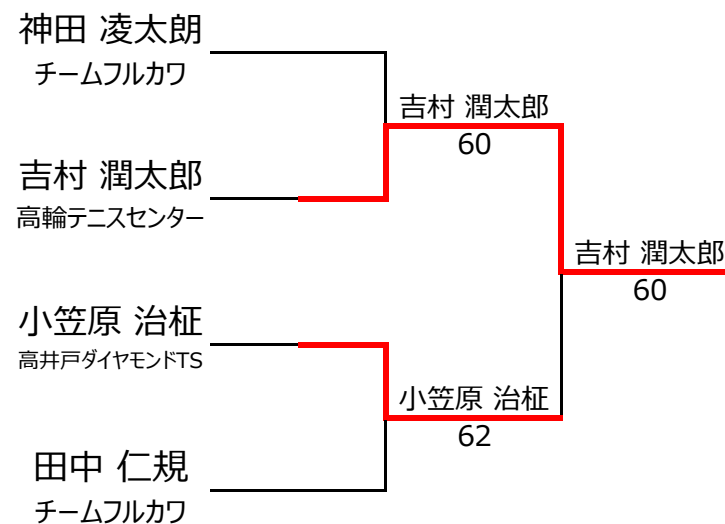 神田 凌太朗
チームフルカワ
吉村 潤太郎
60
吉村 潤太郎
高輪テニスセンター
吉村 潤太郎
60
小笠原 治柾
高井戸ダイヤモンドTS
小笠原 治柾
62
田中 仁規
チームフルカワ